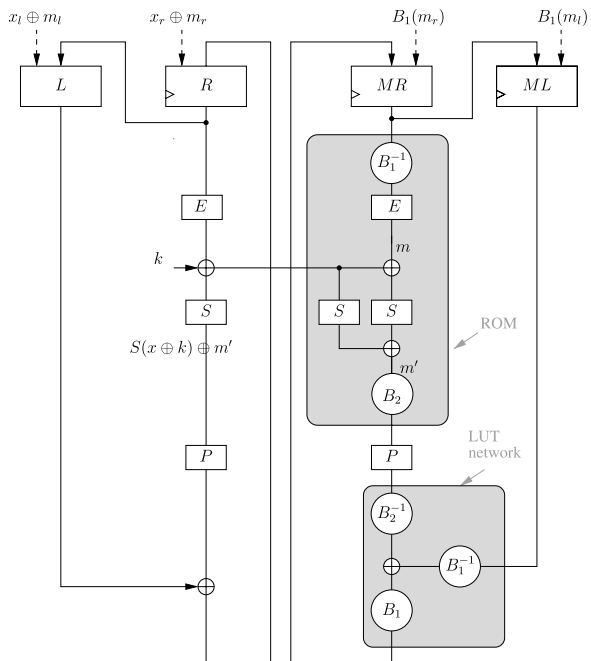 x_l ⊕ m_l x_r ⊕ m_r B_1(m_r) B_1(m_l)
L R MR ML
B_1^{-1}
E E
k m
S S S
ROM
S(x ⊕ k) ⊕ m′ m′
B_2
LUT
network
P P
B_2^{-1}
B_1^{-1}
B_1